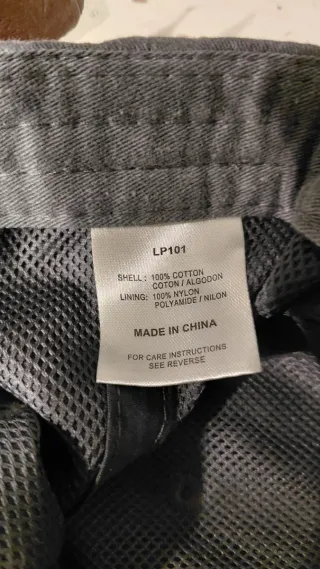 LP101
SHELL: 100% COTTON
COTON / ALGODON
LINING: 100% NYLON
POLYAMIDE / NILON
MADE IN CHINA
FOR CARE INSTRUCTIONS
SEE REVERSE